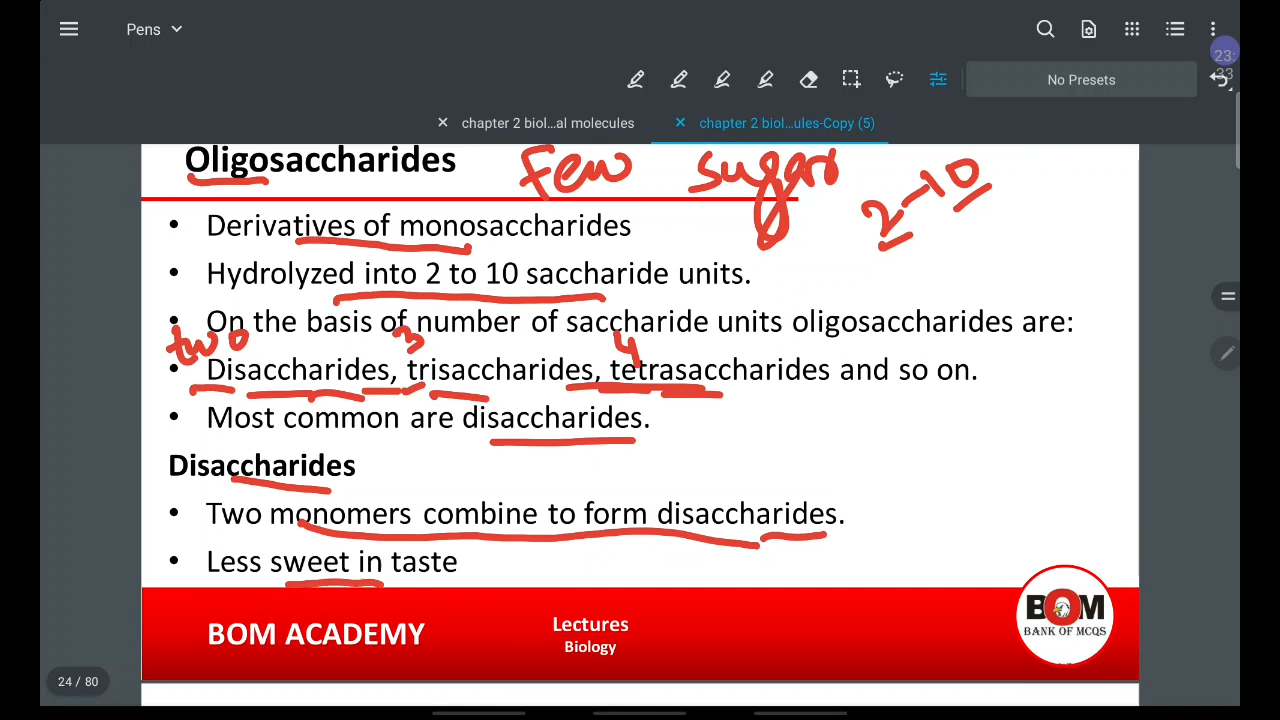 Pens
23:
33
No Presets
chapter 2 biol...al molecules
chapter 2 biol...ules-Copy (5)
Oligosaccharides few sugar 2-10
• Derivatives of monosaccharides
• Hydrolyzed into 2 to 10 saccharide units.
• On the basis of number of saccharide units oligosaccharides are:
two 3 4
• Disaccharides, trisaccharides, tetrasaccharides and so on.
• Most common are disaccharides.
Disaccharides
• Two monomers combine to form disaccharides.
• Less sweet in taste
BOM ACADEMY
Lectures
Biology
BOM
BANK OF MCQS
24 / 80